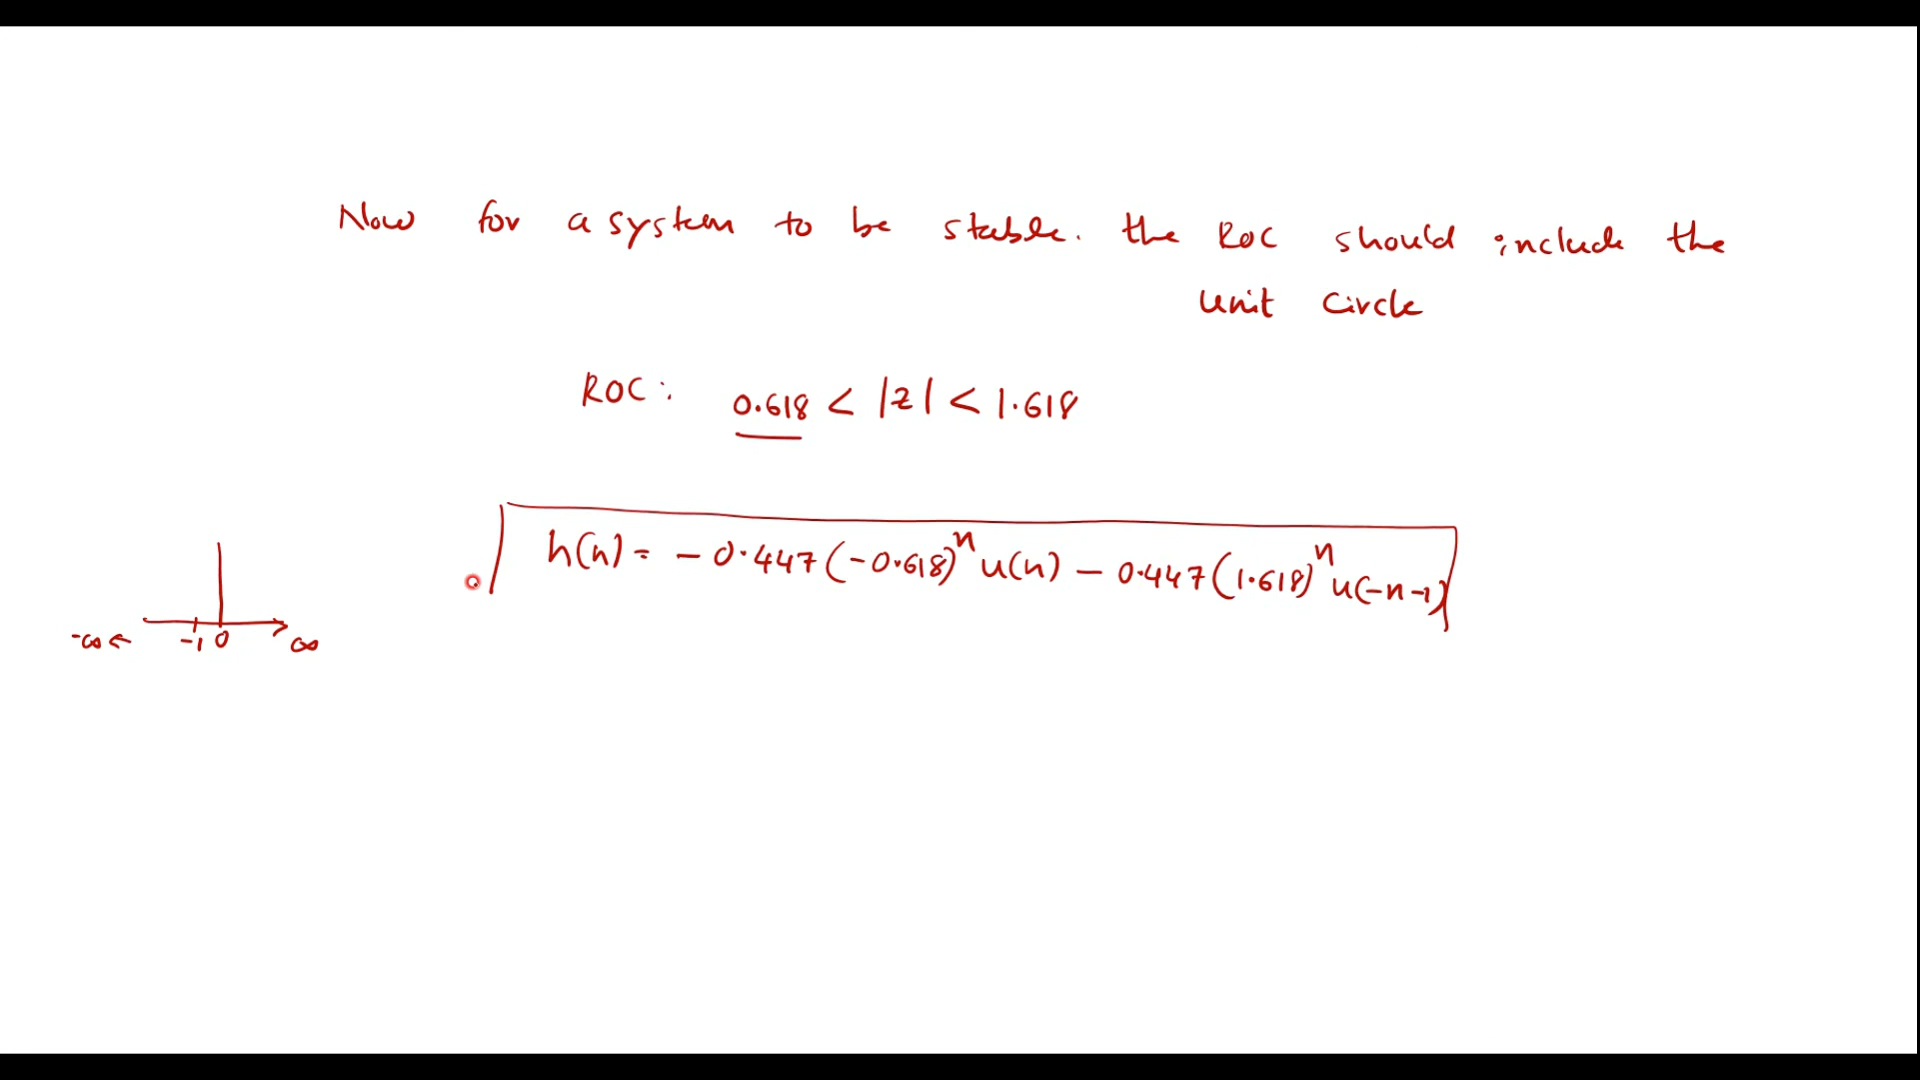 Now for a system to be stable. the ROC should include the
unit circle
ROC: 0.618 < |z| < 1.618
h(n) = - 0.447 (-0.618)^n u(n) - 0.447 (1.618)^n u(-n-1)
-∞ ← -1 0 ∞